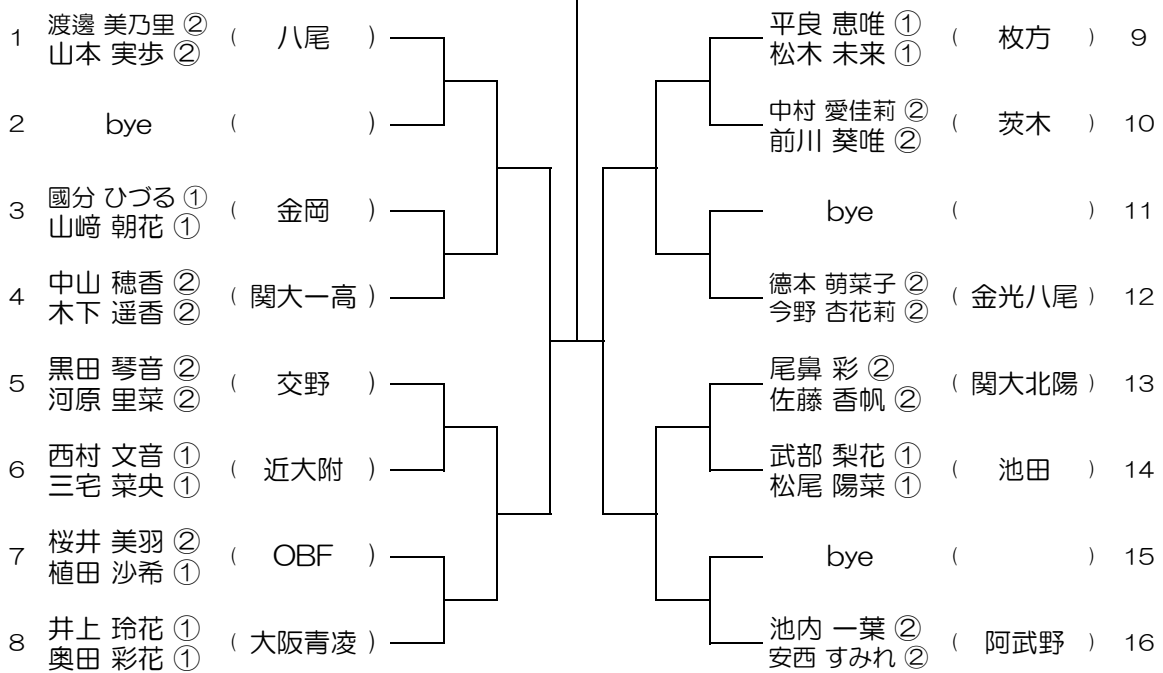 1 渡邊 美乃里 ② ( 八尾 )
山本 実歩 ②
2 bye ( )
3 國分 ひづる ① ( 金岡 )
山﨑 朝花 ①
4 中山 穂香 ② ( 関大一高 )
木下 遥香 ②
5 黒田 琴音 ② ( 交野 )
河原 里菜 ②
6 西村 文音 ① ( 近大附 )
三宅 菜央 ①
7 桜井 美羽 ② ( OBF )
植田 沙希 ①
8 井上 玲花 ① ( 大阪青凌 )
奥田 彩花 ①
平良 恵唯 ① ( 枚方 ) 9
松木 未来 ①
中村 愛佳莉 ② ( 茨木 ) 10
前川 葵唯 ②
bye ( ) 11
德本 萌菜子 ② ( 金光八尾 ) 12
今野 杏花莉 ②
尾鼻 彩 ② ( 関大北陽 ) 13
佐藤 香帆 ②
武部 梨花 ① ( 池田 ) 14
松尾 陽菜 ①
bye ( ) 15
池内 一葉 ② ( 阿武野 ) 16
安西 すみれ ②